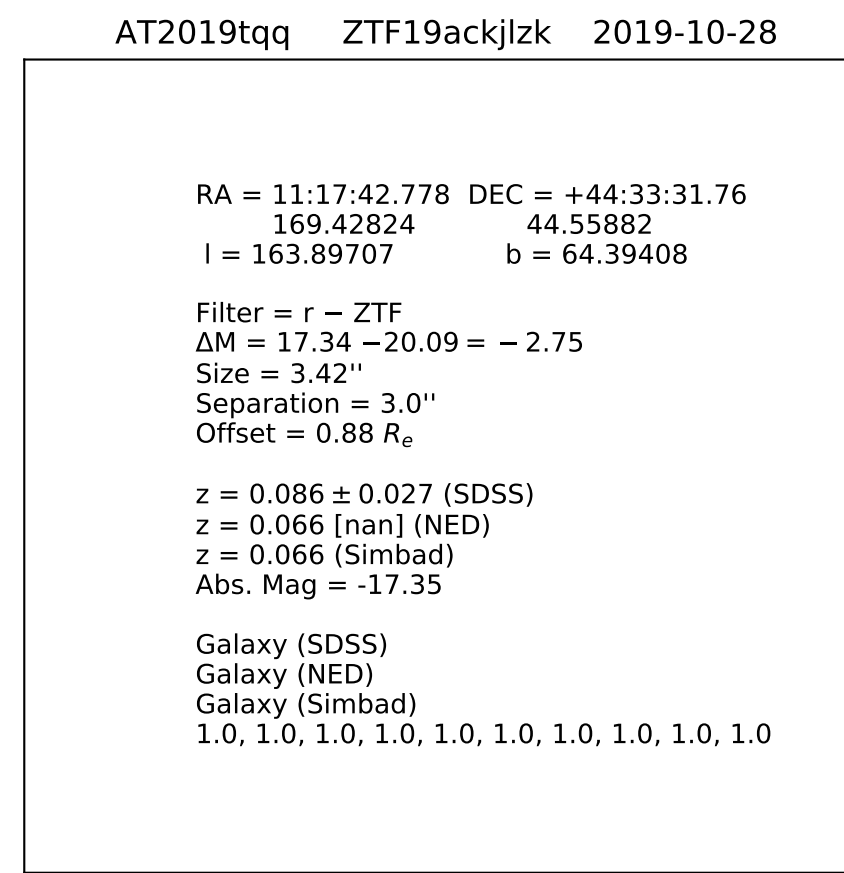 AT2019tqq ZTF19ackjlzk 2019-10-28
RA = 11:17:42.778 DEC = +44:33:31.76
169.42824 44.55882
l = 163.89707 b = 64.39408
Filter = r − ZTF
ΔM = 17.34 −20.09 = − 2.75
Size = 3.42''
Separation = 3.0''
Offset = 0.88 Rₑ
z = 0.086 ± 0.027 (SDSS)
z = 0.066 [nan] (NED)
z = 0.066 (Simbad)
Abs. Mag = -17.35
Galaxy (SDSS)
Galaxy (NED)
Galaxy (Simbad)
1.0, 1.0, 1.0, 1.0, 1.0, 1.0, 1.0, 1.0, 1.0, 1.0